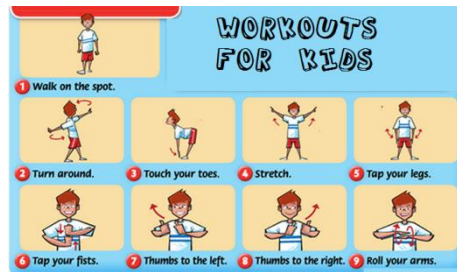 WORKOUTS
FOR KIDS
1 Walk on the spot.
2 Turn around.
3 Touch your toes.
4 Stretch.
5 Tap your legs.
6 Tap your fists.
7 Thumbs to the left.
8 Thumbs to the right.
9 Roll your arms.